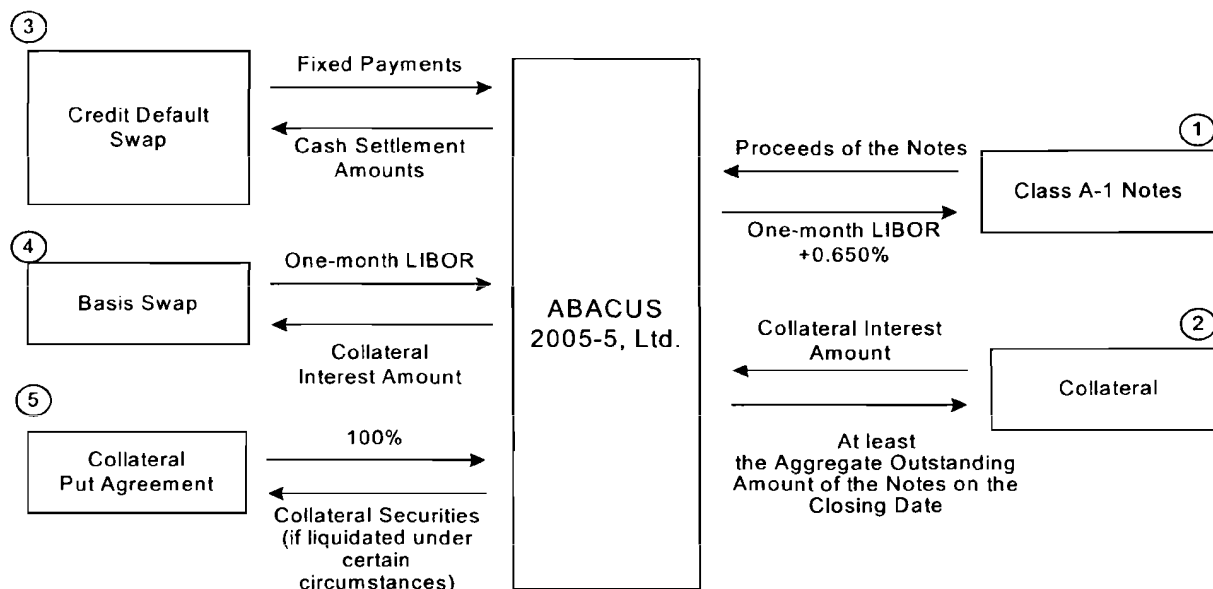 3
Fixed Payments
Credit Default
Swap
Cash Settlement
Amounts
4
One-month LIBOR
Basis Swap
Collateral
Interest Amount
5
100%
Collateral
Put Agreement
Collateral Securities
(if liquidated under
certain
circumstances)
ABACUS
2005-5, Ltd.
1
Proceeds of the Notes
Class A-1 Notes
One-month LIBOR
+0.650%
2
Collateral Interest
Amount
Collateral
At least
the Aggregate Outstanding
Amount of the Notes on the
Closing Date